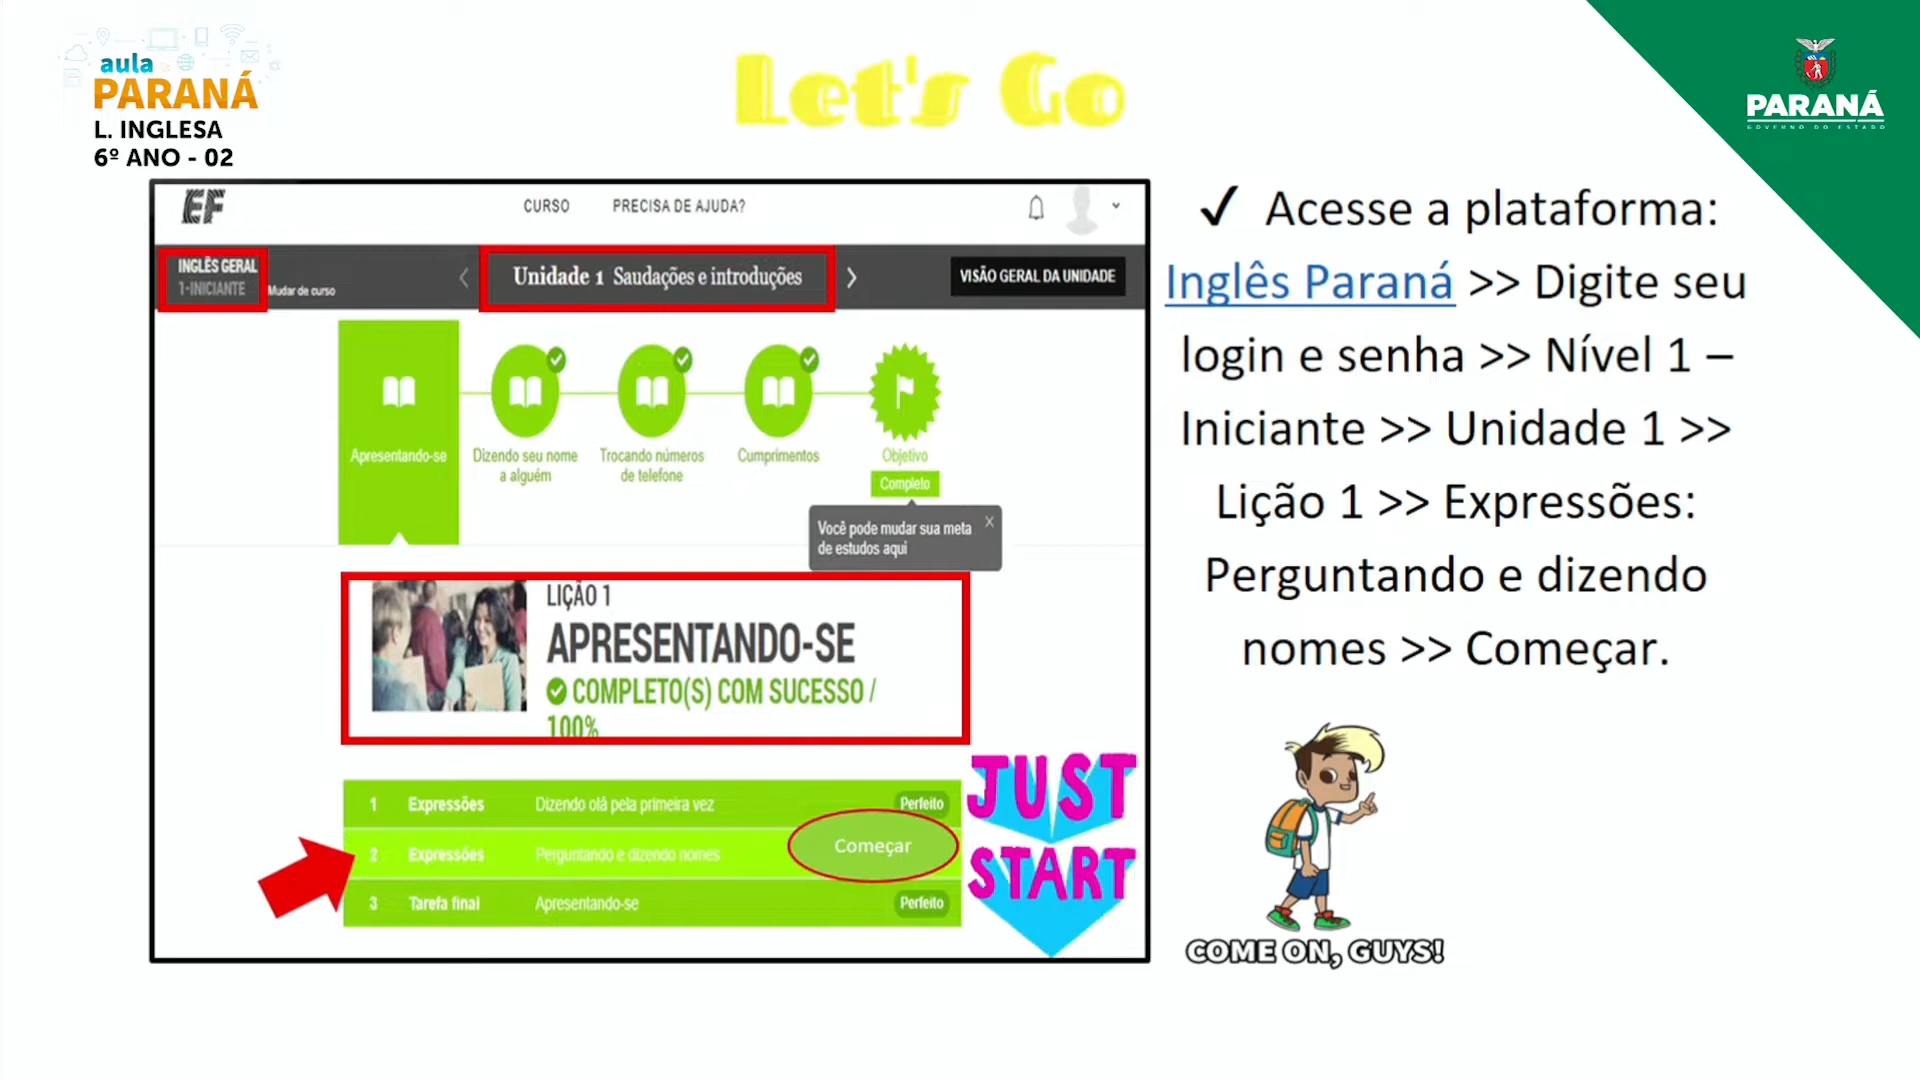 aula
PARANÁ
L. INGLESA
6º ANO - 02
Let's Go
PARANÁ
GOVERNO DO ESTADO
EF
CURSO
PRECISA DE AJUDA?
INGLÊS GERAL
1-INICIANTE
Mudar de curso
Unidade 1 Saudações e introduções
VISÃO GERAL DA UNIDADE
Apresentando-se
Dizendo seu nome
a alguém
Trocando números
de telefone
Cumprimentos
Objetivo
Completo
Você pode mudar sua meta
de estudos aqui
LIÇÃO 1
APRESENTANDO-SE
COMPLETO(S) COM SUCESSO /
100%
1 Expressões Dizendo olá pela primeira vez Perfeito
2 Expressões Perguntando e dizendo nomes Começar
3 Tarefa final Apresentando-se Perfeito
JUST
START
✓ Acesse a plataforma:
Inglês Paraná >> Digite seu
login e senha >> Nível 1 –
Iniciante >> Unidade 1 >>
Lição 1 >> Expressões:
Perguntando e dizendo
nomes >> Começar.
COME ON, GUYS!